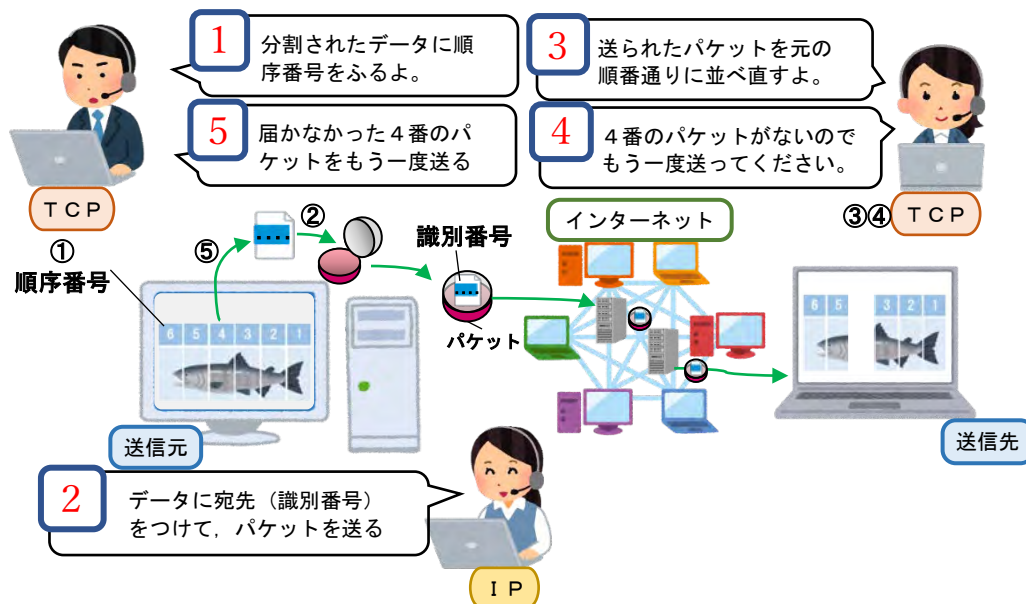 1
分割されたデータに順
序番号をふるよ。
3
送られたパケットを元の
順番通りに並べ直すよ。
5
届かなかった４番のパ
ケットをもう一度送る
4
４番のパケットがないので
もう一度送ってください。
ＴＣＰ
③④
ＴＣＰ
①
順序番号
⑤
②
識別番号
インターネット
パケット
6 5 4 3 2 1
6 5 3 2 1
送信元
送信先
2
データに宛先（識別番号）
をつけて，パケットを送る
ＩＰ